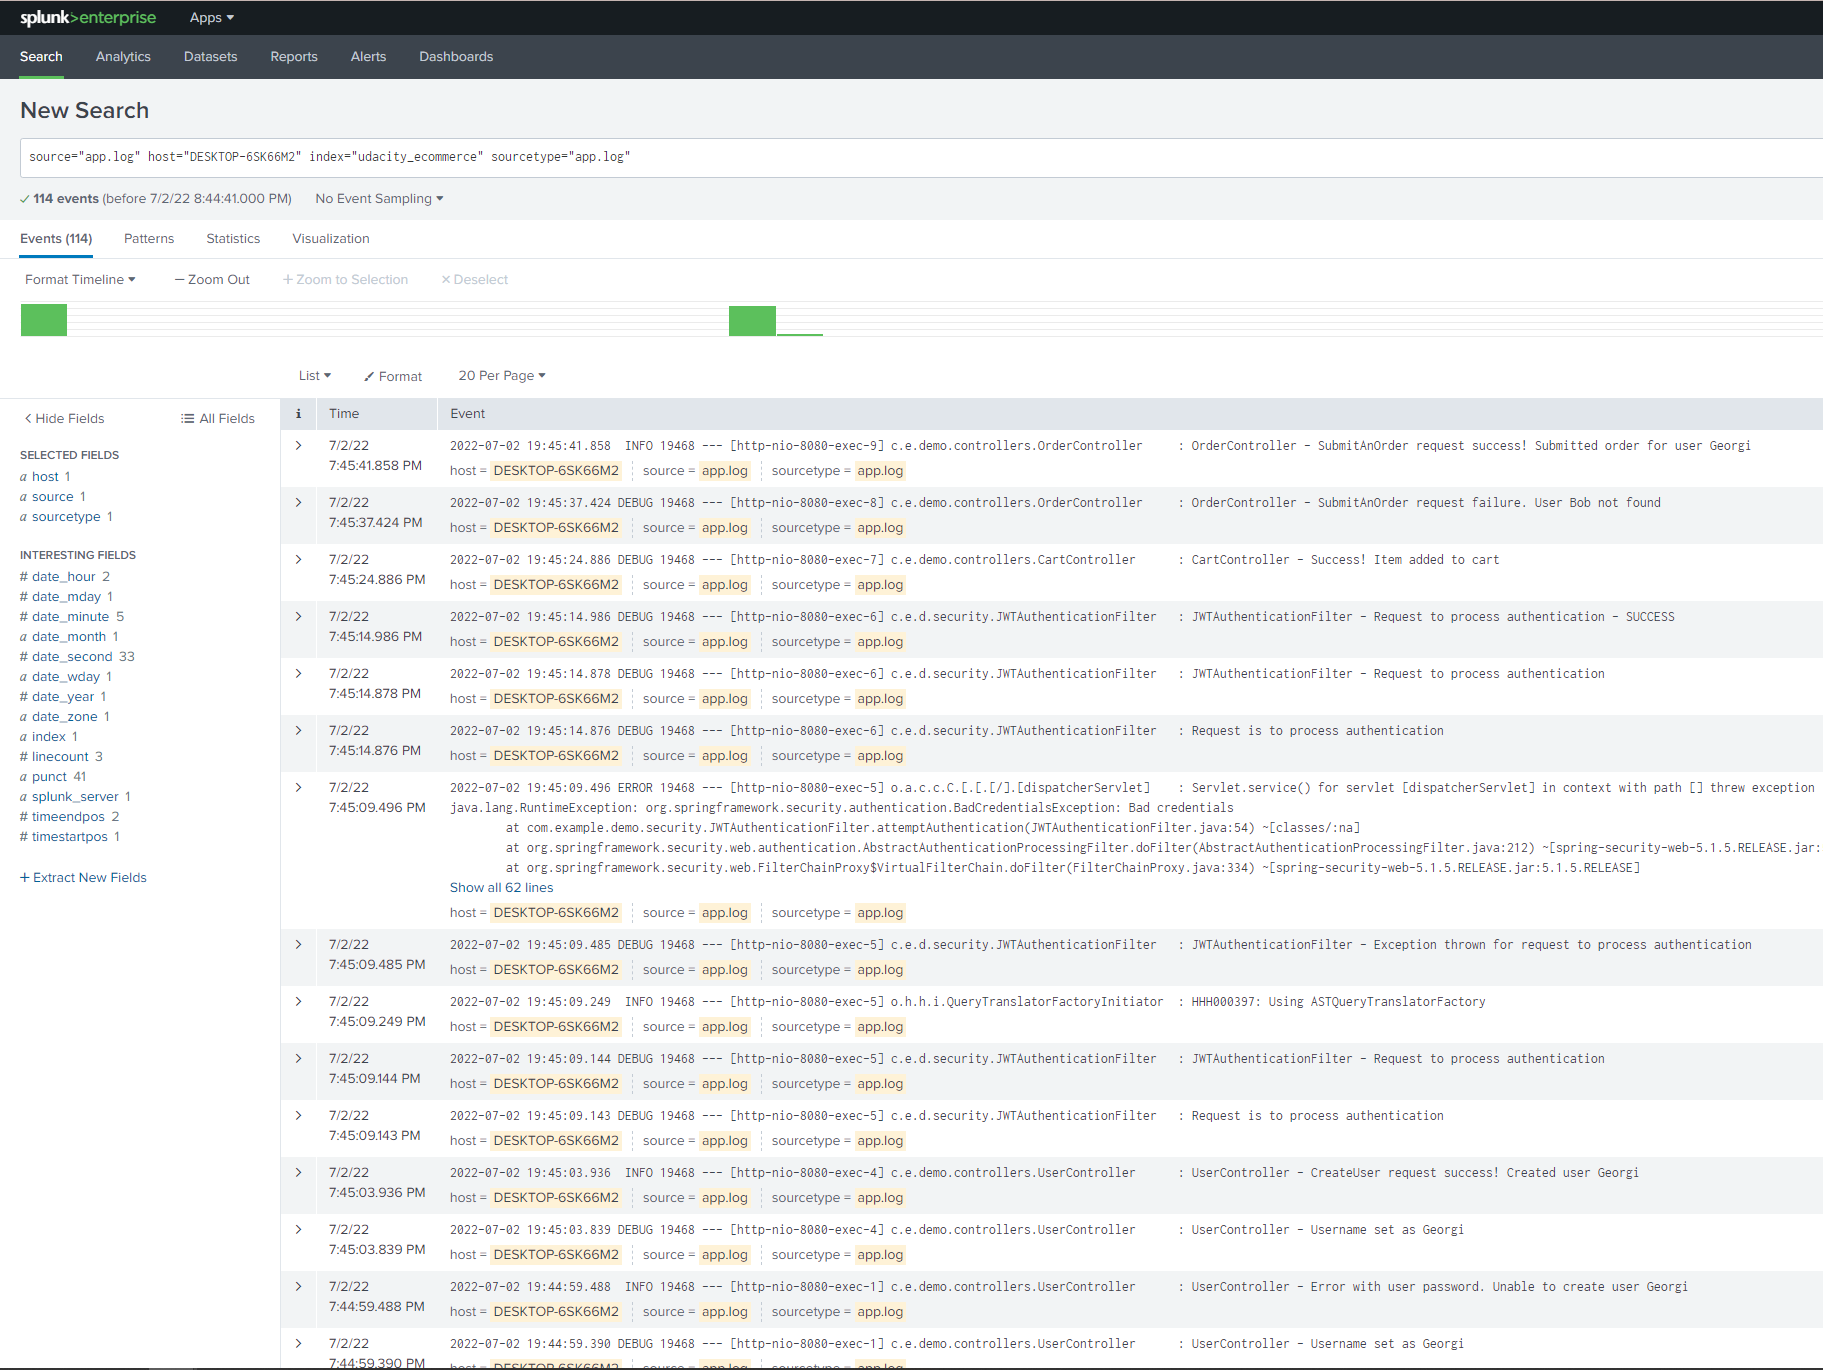 splunk>enterprise Apps
Search Analytics Datasets Reports Alerts Dashboards
New Search
source="app.log" host="DESKTOP-6SK66M2" index="udacity_ecommerce" sourcetype="app.log"
114 events (before 7/2/22 8:44:41.000 PM) No Event Sampling
Events (114) Patterns Statistics Visualization
Format Timeline — Zoom Out + Zoom to Selection × Deselect
List Format 20 Per Page
< Hide Fields All Fields
SELECTED FIELDS
a host 1
a source 1
a sourcetype 1
INTERESTING FIELDS
# date_hour 2
# date_mday 1
# date_minute 5
a date_month 1
# date_second 33
a date_wday 1
# date_year 1
a date_zone 1
a index 1
# linecount 3
a punct 41
a splunk_server 1
# timeendpos 2
# timestartpos 1
+ Extract New Fields
i Time Event
7/2/22 7:45:41.858 PM
2022-07-02 19:45:41.858 INFO 19468 --- [http-nio-8080-exec-9] c.e.demo.controllers.OrderController : OrderController - SubmitAnOrder request success! Submitted order for user Georgi
host = DESKTOP-6SK66M2 source = app.log sourcetype = app.log
7/2/22 7:45:37.424 PM
2022-07-02 19:45:37.424 DEBUG 19468 --- [http-nio-8080-exec-8] c.e.demo.controllers.OrderController : OrderController - SubmitAnOrder request failure. User Bob not found
host = DESKTOP-6SK66M2 source = app.log sourcetype = app.log
7/2/22 7:45:24.886 PM
2022-07-02 19:45:24.886 DEBUG 19468 --- [http-nio-8080-exec-7] c.e.demo.controllers.CartController : CartController - Success! Item added to cart
host = DESKTOP-6SK66M2 source = app.log sourcetype = app.log
7/2/22 7:45:14.986 PM
2022-07-02 19:45:14.986 DEBUG 19468 --- [http-nio-8080-exec-6] c.e.d.security.JWTAuthenticationFilter : JWTAuthenticationFilter - Request to process authentication - SUCCESS
host = DESKTOP-6SK66M2 source = app.log sourcetype = app.log
7/2/22 7:45:14.878 PM
2022-07-02 19:45:14.878 DEBUG 19468 --- [http-nio-8080-exec-6] c.e.d.security.JWTAuthenticationFilter : JWTAuthenticationFilter - Request to process authentication
host = DESKTOP-6SK66M2 source = app.log sourcetype = app.log
7/2/22 7:45:14.876 PM
2022-07-02 19:45:14.876 DEBUG 19468 --- [http-nio-8080-exec-6] c.e.d.security.JWTAuthenticationFilter : Request is to process authentication
host = DESKTOP-6SK66M2 source = app.log sourcetype = app.log
7/2/22 7:45:09.496 PM
2022-07-02 19:45:09.496 ERROR 19468 --- [http-nio-8080-exec-5] o.a.c.c.C.[.[.[/].[dispatcherServlet] : Servlet.service() for servlet [dispatcherServlet] in context with path [] threw exception
java.lang.RuntimeException: org.springframework.security.authentication.BadCredentialsException: Bad credentials
at com.example.demo.security.JWTAuthenticationFilter.attemptAuthentication(JWTAuthenticationFilter.java:54) ~[classes/:na]
at org.springframework.security.web.authentication.AbstractAuthenticationProcessingFilter.doFilter(AbstractAuthenticationProcessingFilter.java:212) ~[spring-security-web-5.1.5.RELEASE.jar:
at org.springframework.security.web.FilterChainProxy$VirtualFilterChain.doFilter(FilterChainProxy.java:334) ~[spring-security-web-5.1.5.RELEASE.jar:5.1.5.RELEASE]
Show all 62 lines
host = DESKTOP-6SK66M2 source = app.log sourcetype = app.log
7/2/22 7:45:09.485 PM
2022-07-02 19:45:09.485 DEBUG 19468 --- [http-nio-8080-exec-5] c.e.d.security.JWTAuthenticationFilter : JWTAuthenticationFilter - Exception thrown for request to process authentication
host = DESKTOP-6SK66M2 source = app.log sourcetype = app.log
7/2/22 7:45:09.249 PM
2022-07-02 19:45:09.249 INFO 19468 --- [http-nio-8080-exec-5] o.h.h.i.QueryTranslatorFactoryInitiator : HHH000397: Using ASTQueryTranslatorFactory
host = DESKTOP-6SK66M2 source = app.log sourcetype = app.log
7/2/22 7:45:09.144 PM
2022-07-02 19:45:09.144 DEBUG 19468 --- [http-nio-8080-exec-5] c.e.d.security.JWTAuthenticationFilter : JWTAuthenticationFilter - Request to process authentication
host = DESKTOP-6SK66M2 source = app.log sourcetype = app.log
7/2/22 7:45:09.143 PM
2022-07-02 19:45:09.143 DEBUG 19468 --- [http-nio-8080-exec-5] c.e.d.security.JWTAuthenticationFilter : Request is to process authentication
host = DESKTOP-6SK66M2 source = app.log sourcetype = app.log
7/2/22 7:45:03.936 PM
2022-07-02 19:45:03.936 INFO 19468 --- [http-nio-8080-exec-4] c.e.demo.controllers.UserController : UserController - CreateUser request success! Created user Georgi
host = DESKTOP-6SK66M2 source = app.log sourcetype = app.log
7/2/22 7:45:03.839 PM
2022-07-02 19:45:03.839 DEBUG 19468 --- [http-nio-8080-exec-4] c.e.demo.controllers.UserController : UserController - Username set as Georgi
host = DESKTOP-6SK66M2 source = app.log sourcetype = app.log
7/2/22 7:44:59.488 PM
2022-07-02 19:44:59.488 INFO 19468 --- [http-nio-8080-exec-1] c.e.demo.controllers.UserController : UserController - Error with user password. Unable to create user Georgi
host = DESKTOP-6SK66M2 source = app.log sourcetype = app.log
7/2/22 7:44:59.390 PM
2022-07-02 19:44:59.390 DEBUG 19468 --- [http-nio-8080-exec-1] c.e.demo.controllers.UserController : UserController - Username set as Georgi
host = DESKTOP-6SK66M2 source = app.log sourcetype = app.log